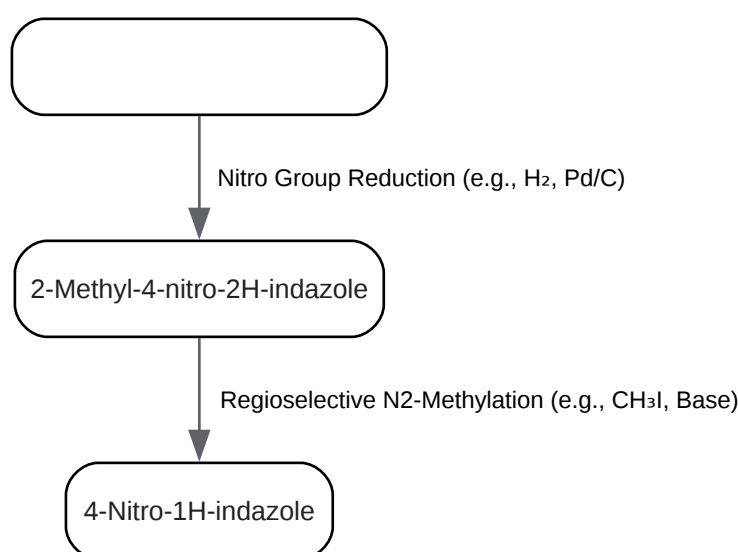 Nitro Group Reduction (e.g., H₂, Pd/C)
2-Methyl-4-nitro-2H-indazole
Regioselective N2-Methylation (e.g., CH₃I, Base)
4-Nitro-1H-indazole